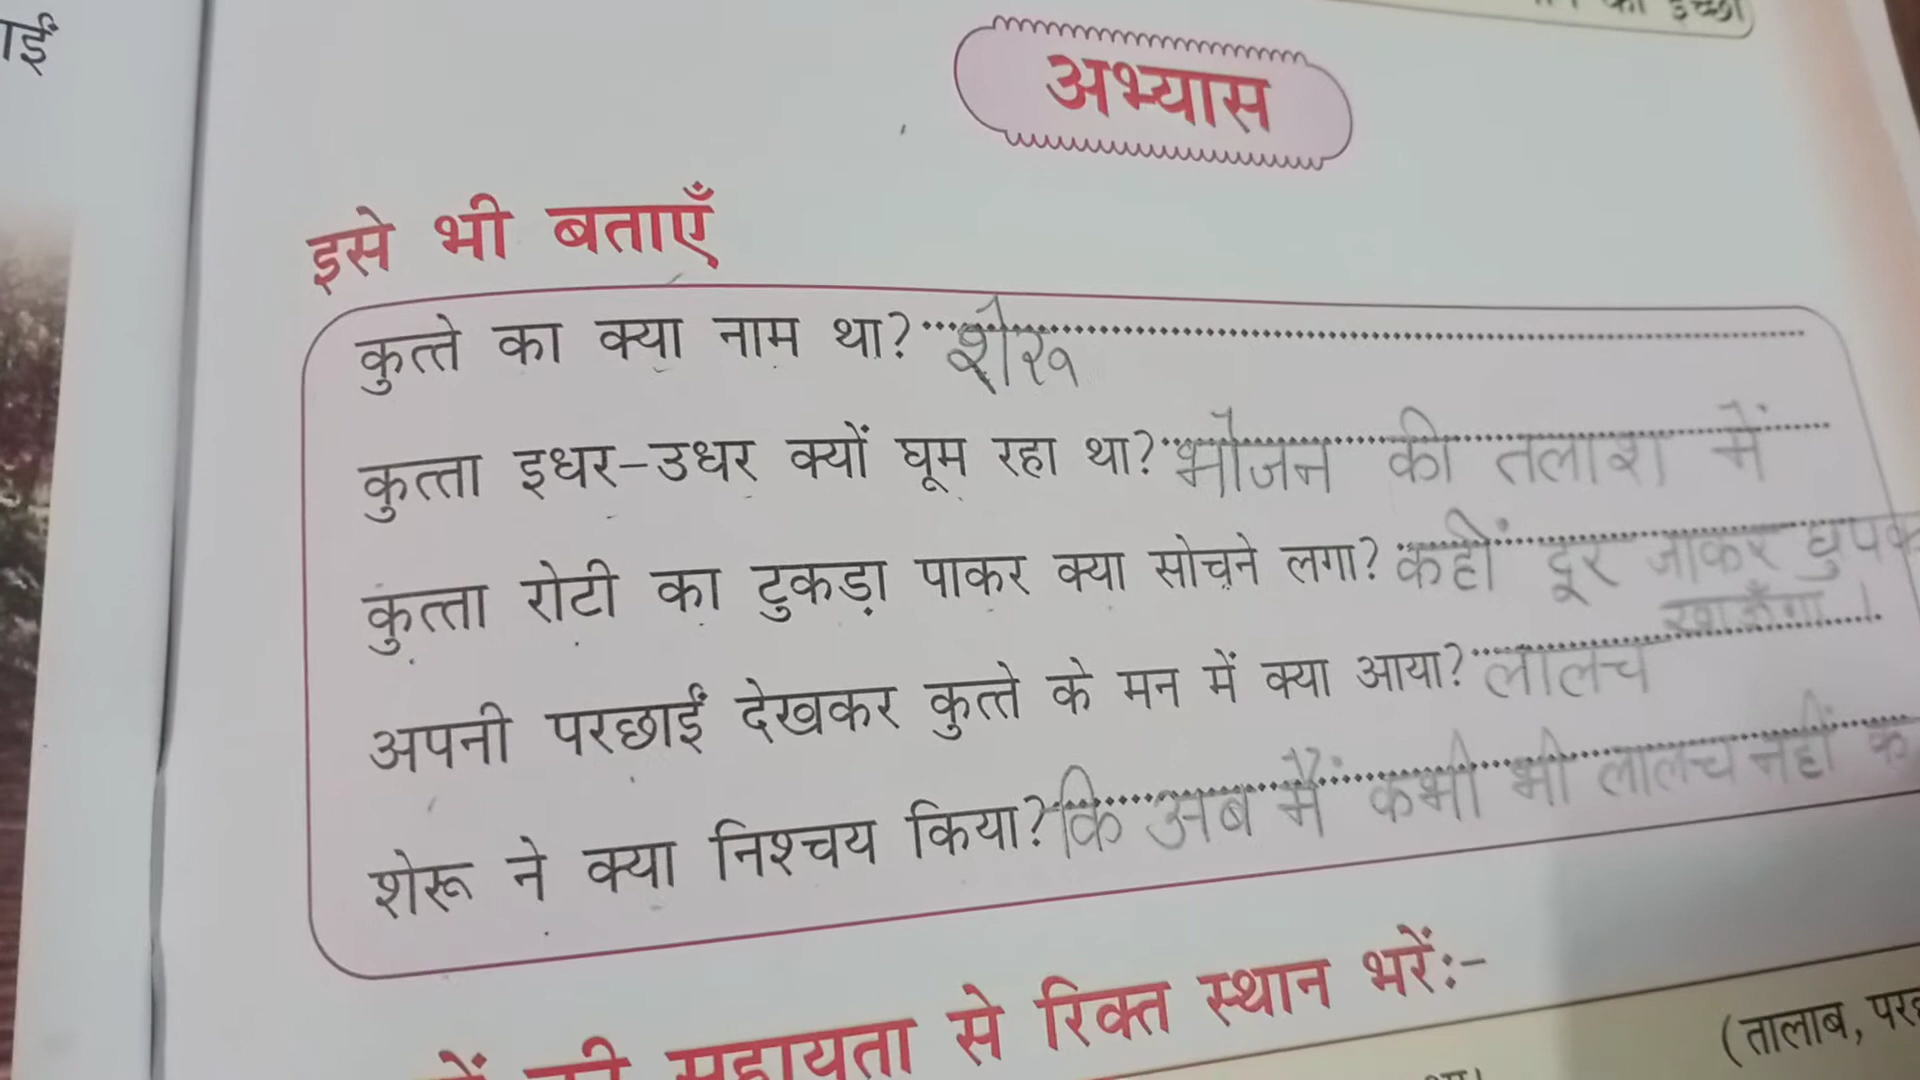 की इच्छा
ाईं
अभ्यास
इसे भी बताएँ
कुत्ते का क्या नाम था? शेरू
कुत्ता इधर-उधर क्यों घूम रहा था? भोजन की तलाश में
कुत्ता रोटी का टुकड़ा पाकर क्या सोचने लगा? कहीं दूर जाकर
खाऊँगा।
अपनी परछाईं देखकर कुत्ते के मन में क्या आया? लालच
शेरू ने क्या निश्चय किया? कि अब मैं कभी भी लालच नहीं क
की सहायता से रिक्त स्थान भरें:-
(तालाब,